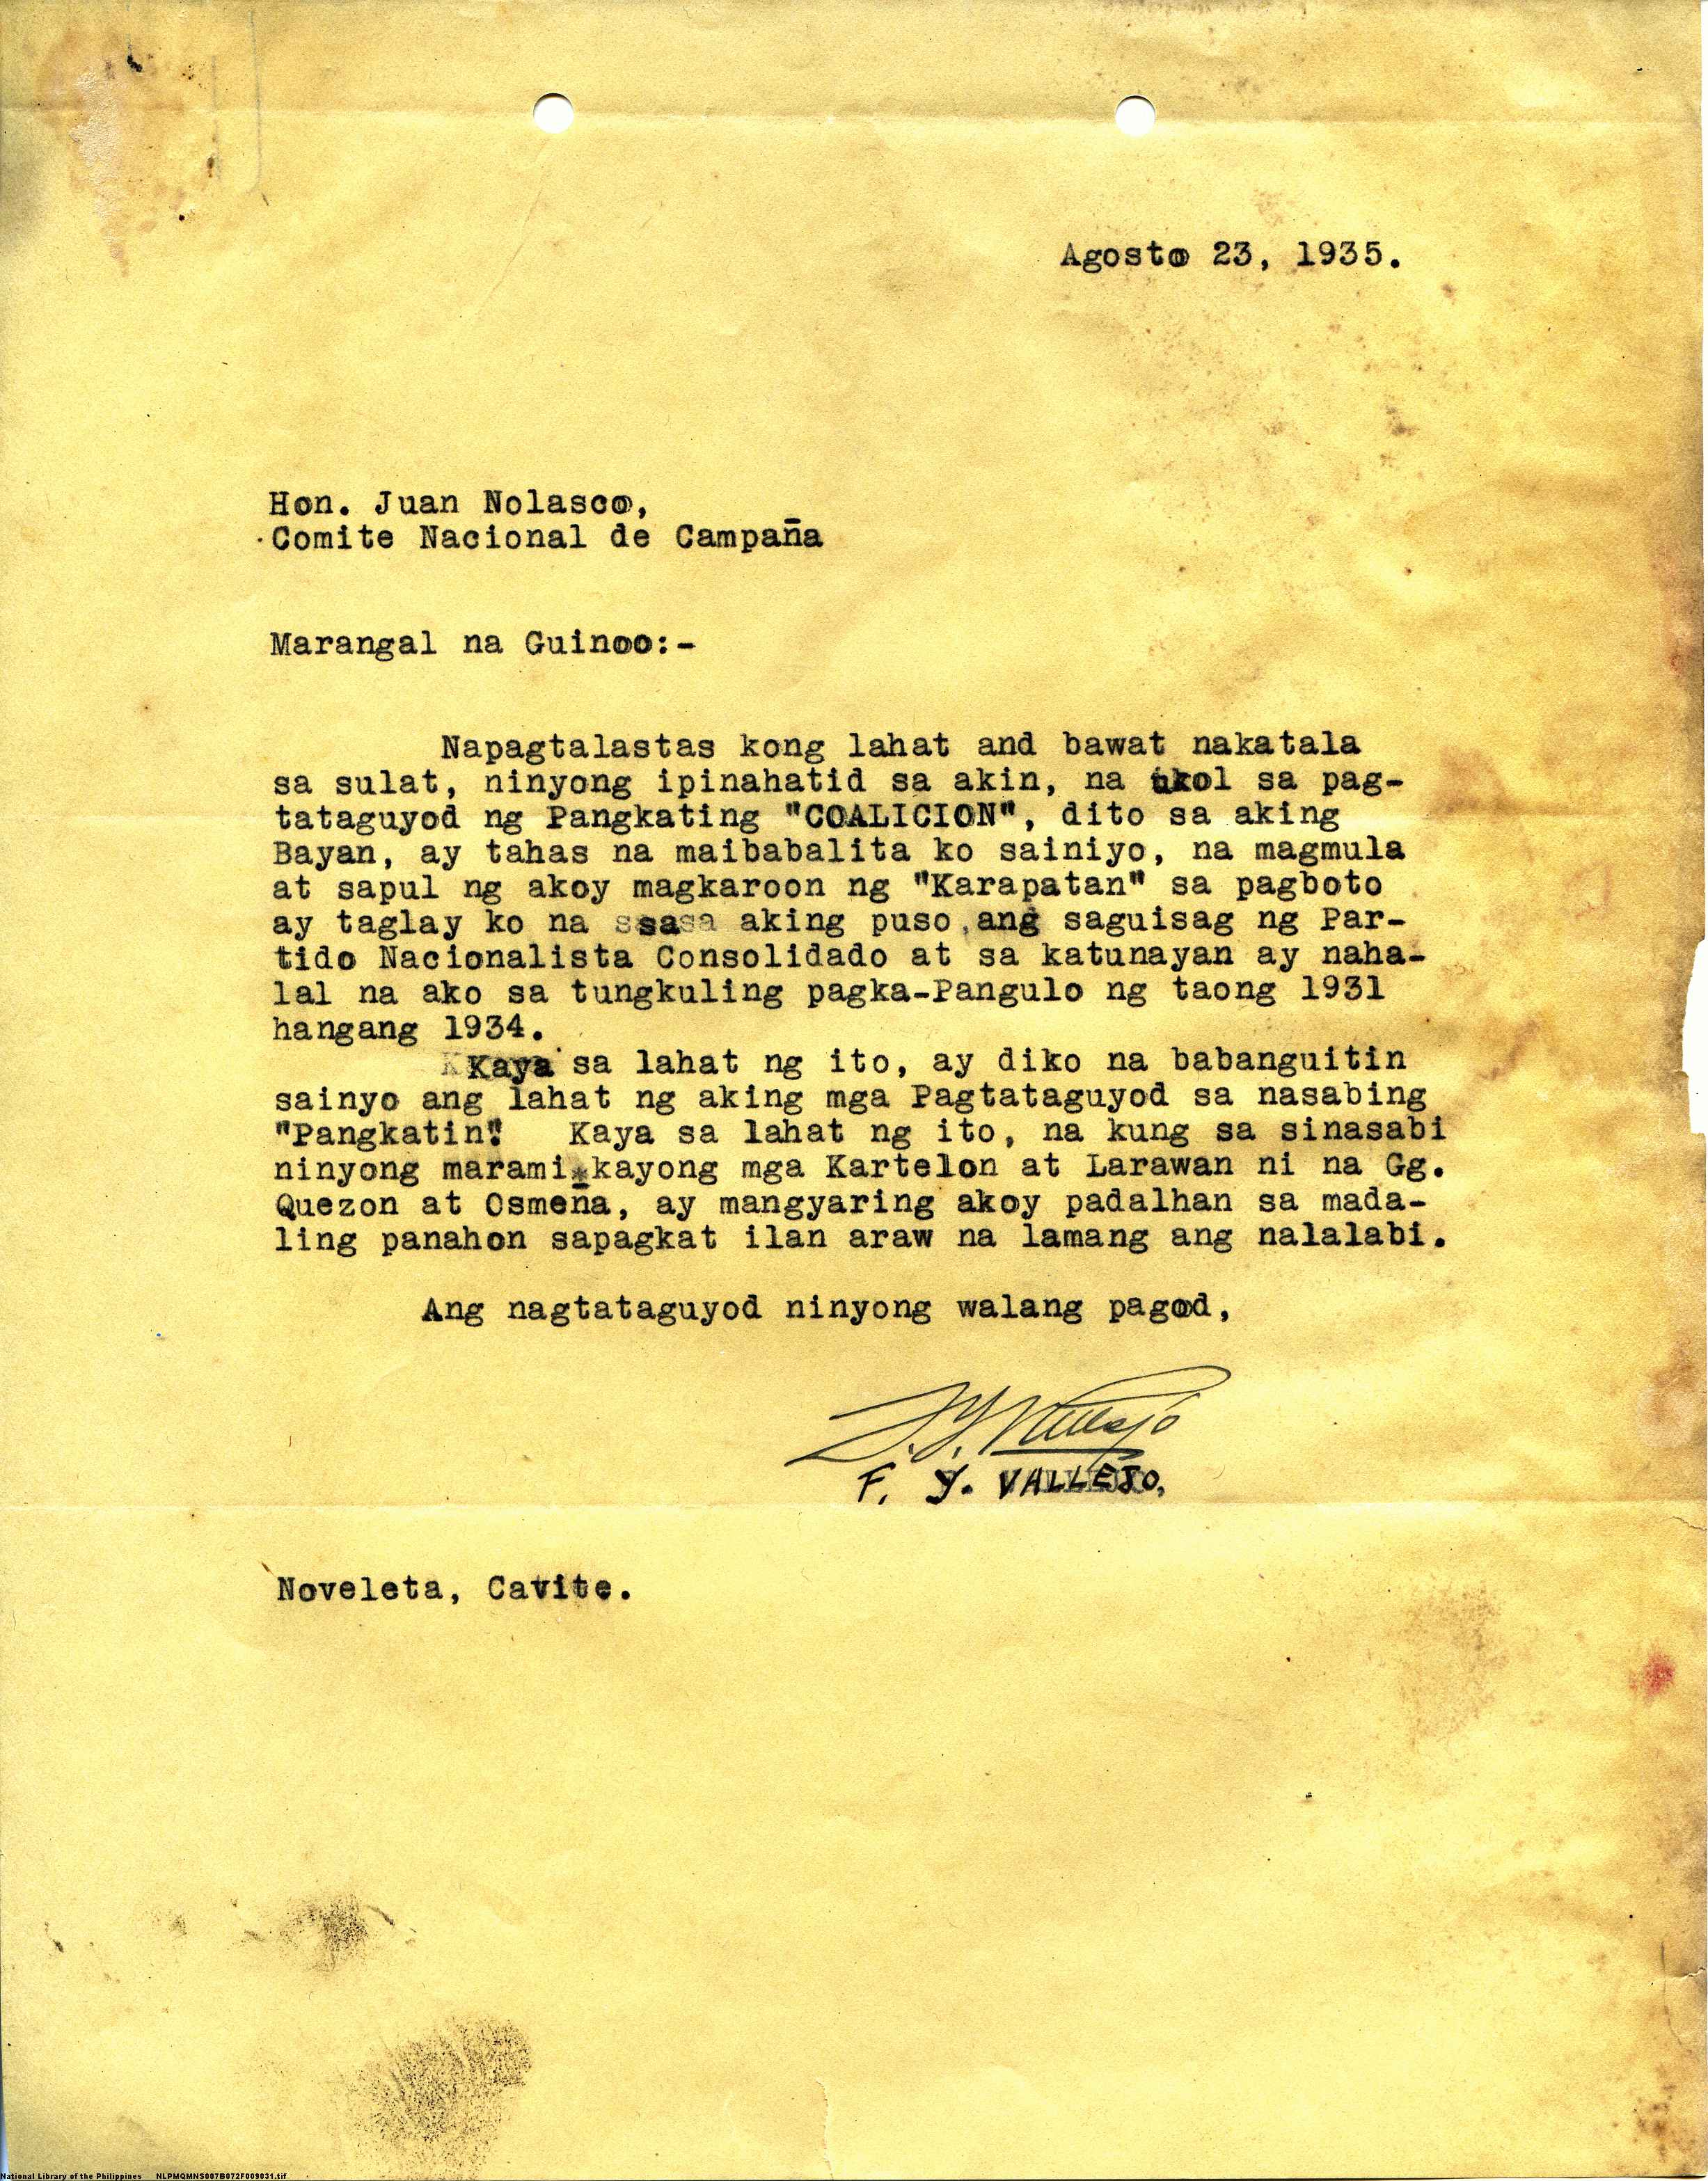 Agosto 23, 1935.
Hon. Juan Nolasco,
Comite Nacional de Campaña
Marangal na Guinoo:-
Napagtalastas kong lahat and bawat nakatala
sa sulat, ninyong ipinahatid sa akin, na ukol sa pag-
tataguyod ng Pangkating "COALICION", dito sa aking
Bayan, ay tahas na maibabalita ko sainiyo, na magmula
at sapul ng akoy magkaroon ng "Karapatan" sa pagboto
ay taglay ko na sa aking puso,ang saguisag ng Par-
tido Nacionalista Consolidado at sa katunayan ay naha-
lal na ako sa tungkuling pagka-Pangulo ng taong 1931
hangang 1934.
Kaya sa lahat ng ito, ay diko na babanguitin
sainyo ang lahat ng aking mga Pagtataguyod sa nasabing
"Pangkatin". Kaya sa lahat ng ito, na kung sa sinasabi
ninyong marami kayong mga Kartelon at Larawan ni na Gg.
Quezon at Osmeña, ay mangyaring akoy padalhan sa mada-
ling panahon sapagkat ilan araw na lamang ang nalalabi.
Ang nagtataguyod ninyong walang pagod,
F. Y. Vallejo
F. Y. VALLEJO,
Noveleta, Cavite.
National Library of the Philippines NLPMQMNS007B072F009031.tif